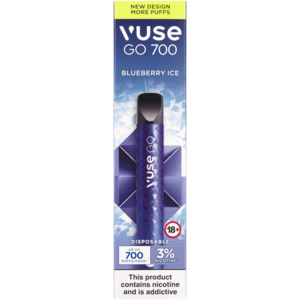 NEW DESIGN
MORE PUFFS
VUSE
GO 700
BLUEBERRY ICE
VUSE GO
18+
DISPOSABLE
UP TO
700
3%
NICOTINE
This product
contains nicotine
and is addictive